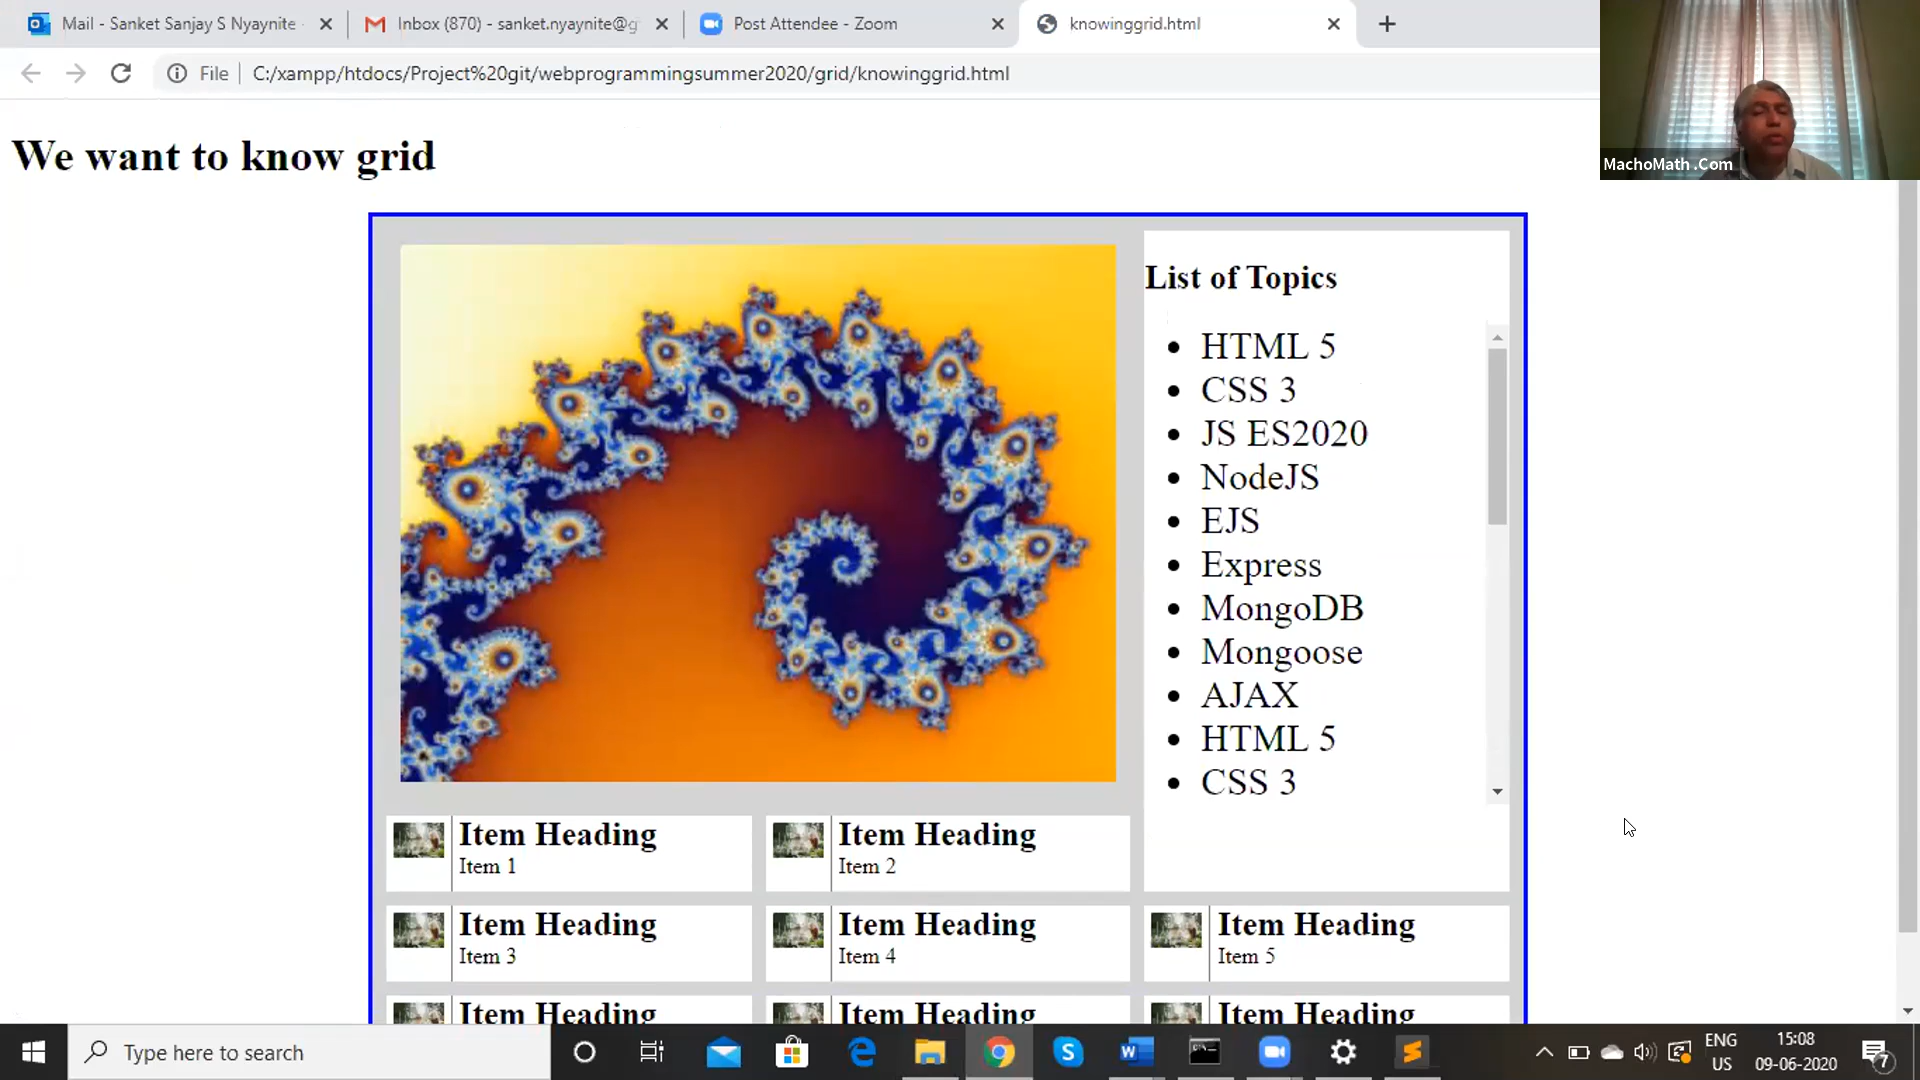 Mail - Sanket Sanjay S Nyaynite
Inbox (870) - sanket.nyaynite@g
Post Attendee - Zoom
knowinggrid.html
File
C:/xampp/htdocs/Project%20git/webprogrammingsummer2020/grid/knowinggrid.html
MachoMath .Com
We want to know grid
List of Topics
HTML 5
CSS 3
JS ES2020
NodeJS
EJS
Express
MongoDB
Mongoose
AJAX
HTML 5
CSS 3
Item Heading
Item 1
Item Heading
Item 2
Item Heading
Item 3
Item Heading
Item 4
Item Heading
Item 5
Item Heading
Item Heading
Item Heading
Type here to search
ENG
US
15:08
09-06-2020
7